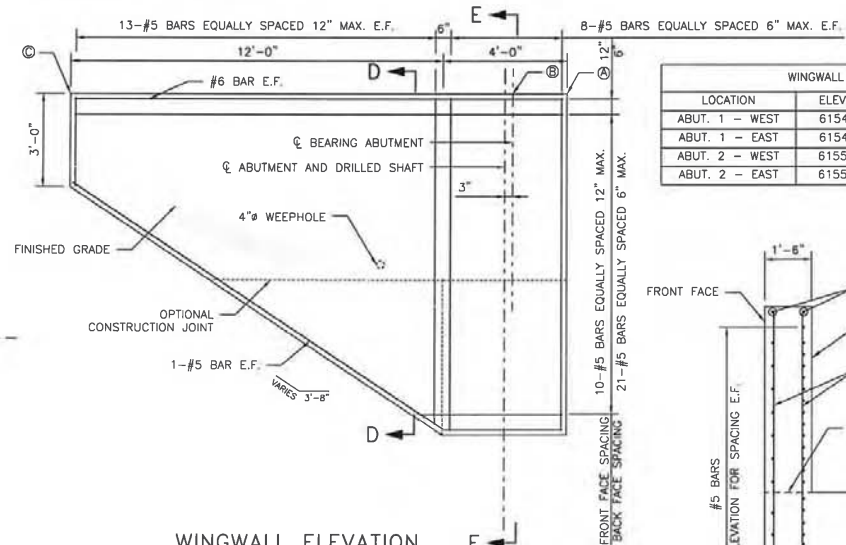 13-#5 BARS EQUALLY SPACED 12" MAX. E.F.
6"
E
8-#5 BARS EQUALLY SPACED 6" MAX. E.F.
C
12'-0"
D
4'-0"
B
A
12"
6"
#6 BAR E.F.
3'-0"
℄ BEARING ABUTMENT
℄ ABUTMENT AND DRILLED SHAFT
3"
4"ø WEEPHOLE
FINISHED GRADE
OPTIONAL
CONSTRUCTION JOINT
1-#5 BAR E.F.
VARIES 3'-8"
D
10-#5 BARS EQUALLY SPACED 12" MAX.
21-#5 BARS EQUALLY SPACED 6" MAX.
FRONT FACE SPACING
BACK FACE SPACING
WINGWALL ELEVATION
WINGWALL
LOCATION ELEV
ABUT. 1 - WEST 6154
ABUT. 1 - EAST 6154
ABUT. 2 - WEST 6155
ABUT. 2 - EAST 6155
1'-6"
FRONT FACE
#5 BARS
EVATION FOR SPACING E.F.